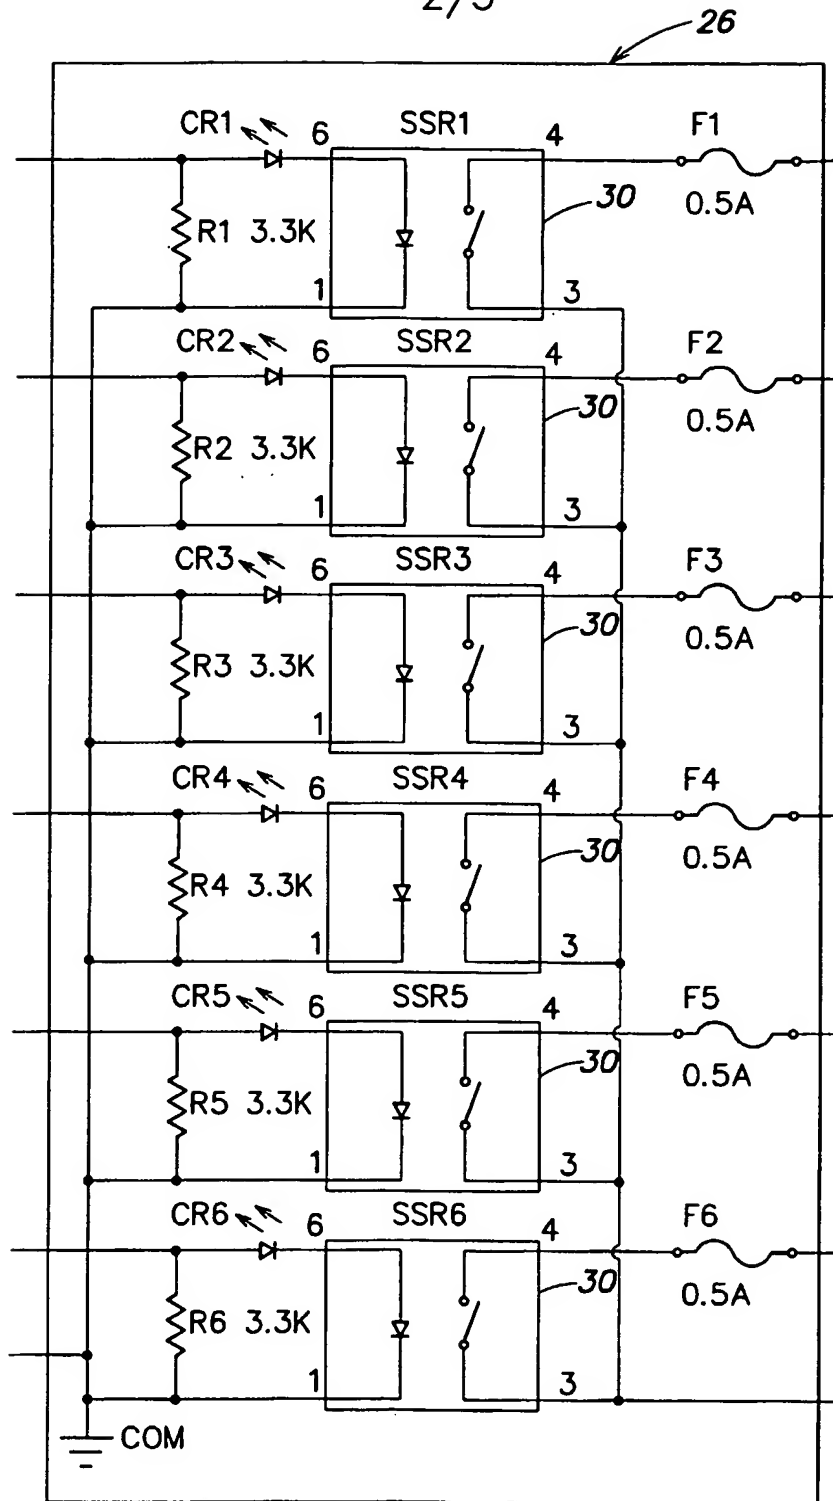 2/5
26
CR1 6 SSR1 4 F1
30 0.5A
R1 3.3K
1 3
CR2 6 SSR2 4 F2
30 0.5A
R2 3.3K
1 3
CR3 6 SSR3 4 F3
30 0.5A
R3 3.3K
1 3
CR4 6 SSR4 4 F4
30 0.5A
R4 3.3K
1 3
CR5 6 SSR5 4 F5
30 0.5A
R5 3.3K
1 3
CR6 6 SSR6 4 F6
30 0.5A
R6 3.3K
1 3
COM